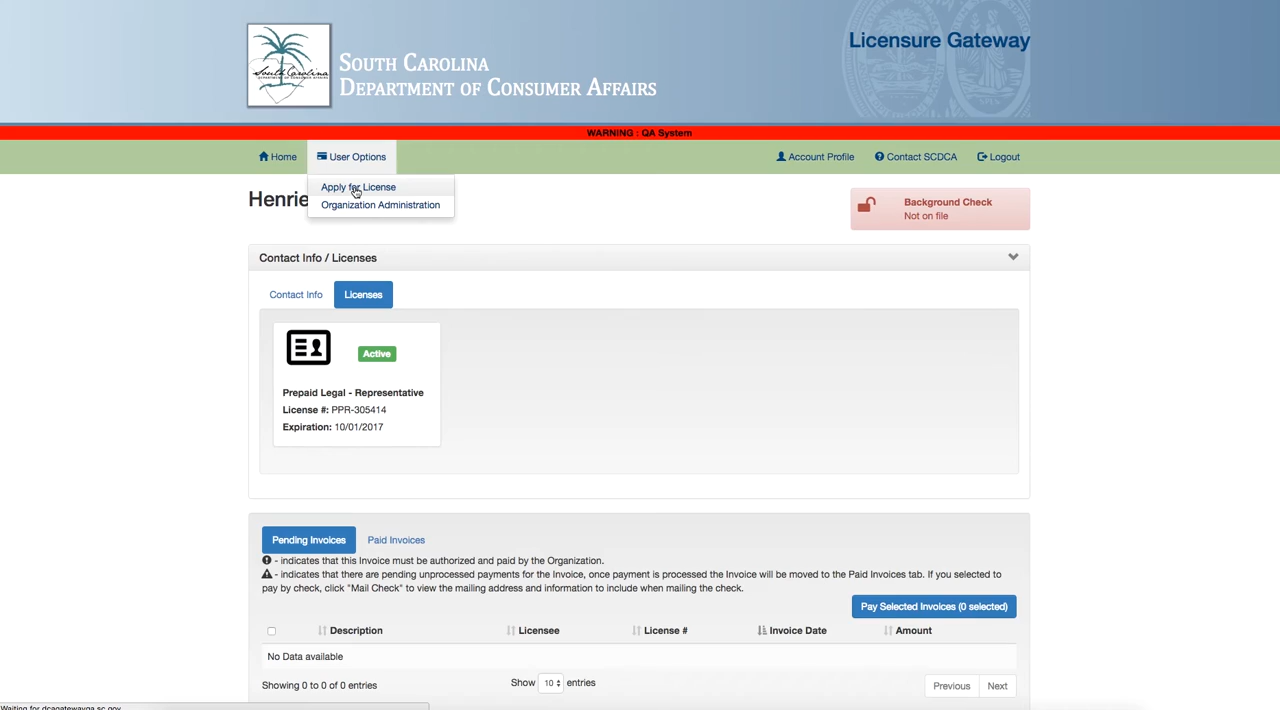 South Carolina
SOUTH CAROLINA
DEPARTMENT OF CONSUMER AFFAIRS
Licensure Gateway
WARNING : QA System
Home
User Options
Account Profile
Contact SCDCA
Logout
Apply for License
Organization Administration
Henrie
Background Check
Not on file
Contact Info / Licenses
Contact Info
Licenses
Active
Prepaid Legal - Representative
License #: PPR-305414
Expiration: 10/01/2017
Pending Invoices
Paid Invoices
- indicates that this Invoice must be authorized and paid by the Organization.
- indicates that there are pending unprocessed payments for the Invoice, once payment is processed the Invoice will be moved to the Paid Invoices tab. If you selected to
pay by check, click "Mail Check" to view the mailing address and information to include when mailing the check.
Pay Selected Invoices (0 selected)
Description
Licensee
License #
Invoice Date
Amount
No Data available
Showing 0 to 0 of 0 entries
Show 10 entries
Previous
Next
Waiting for dcagatewayqa.sc.gov